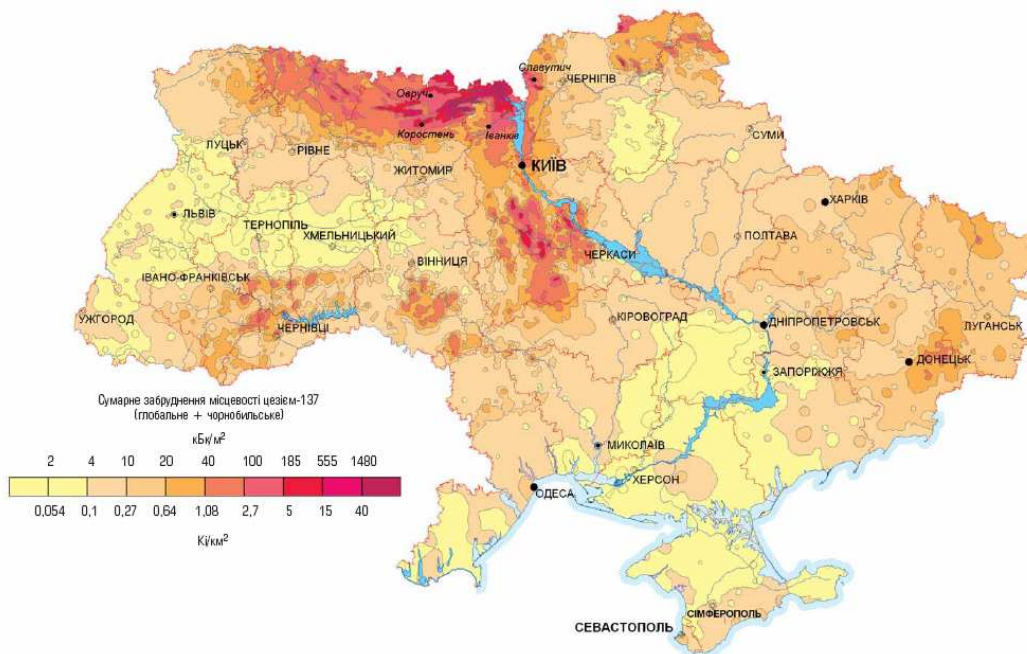 Славутич
ЧЕРНІГІВ
Овруч
Коростень
Іванків
СУМИ
ЛУЦЬК
РІВНЕ
КИЇВ
ЖИТОМИР
ХАРКІВ
ЛЬВІВ
ТЕРНОПІЛЬ
ХМЕЛЬНИЦЬКИЙ
ПОЛТАВА
ВІННИЦЯ
ЧЕРКАСИ
ІВАНО-ФРАНКІВСЬК
УЖГОРОД
ЧЕРНІВЦІ
КІРОВОГРАД
ДНІПРОПЕТРОВСЬК
ЛУГАНСЬК
ДОНЕЦЬК
ЗАПОРІЖЖЯ
Сумарне забруднення місцевості цезієм-137
(глобальне + чорнобильське)
кБк/м²
2 4 10 20 40 100 185 555 1480
0,054 0,1 0,27 0,64 1,08 2,7 5 15 40
Кі/км²
МИКОЛАЇВ
ХЕРСОН
ОДЕСА
СІМФЕРОПОЛЬ
СЕВАСТОПОЛЬ